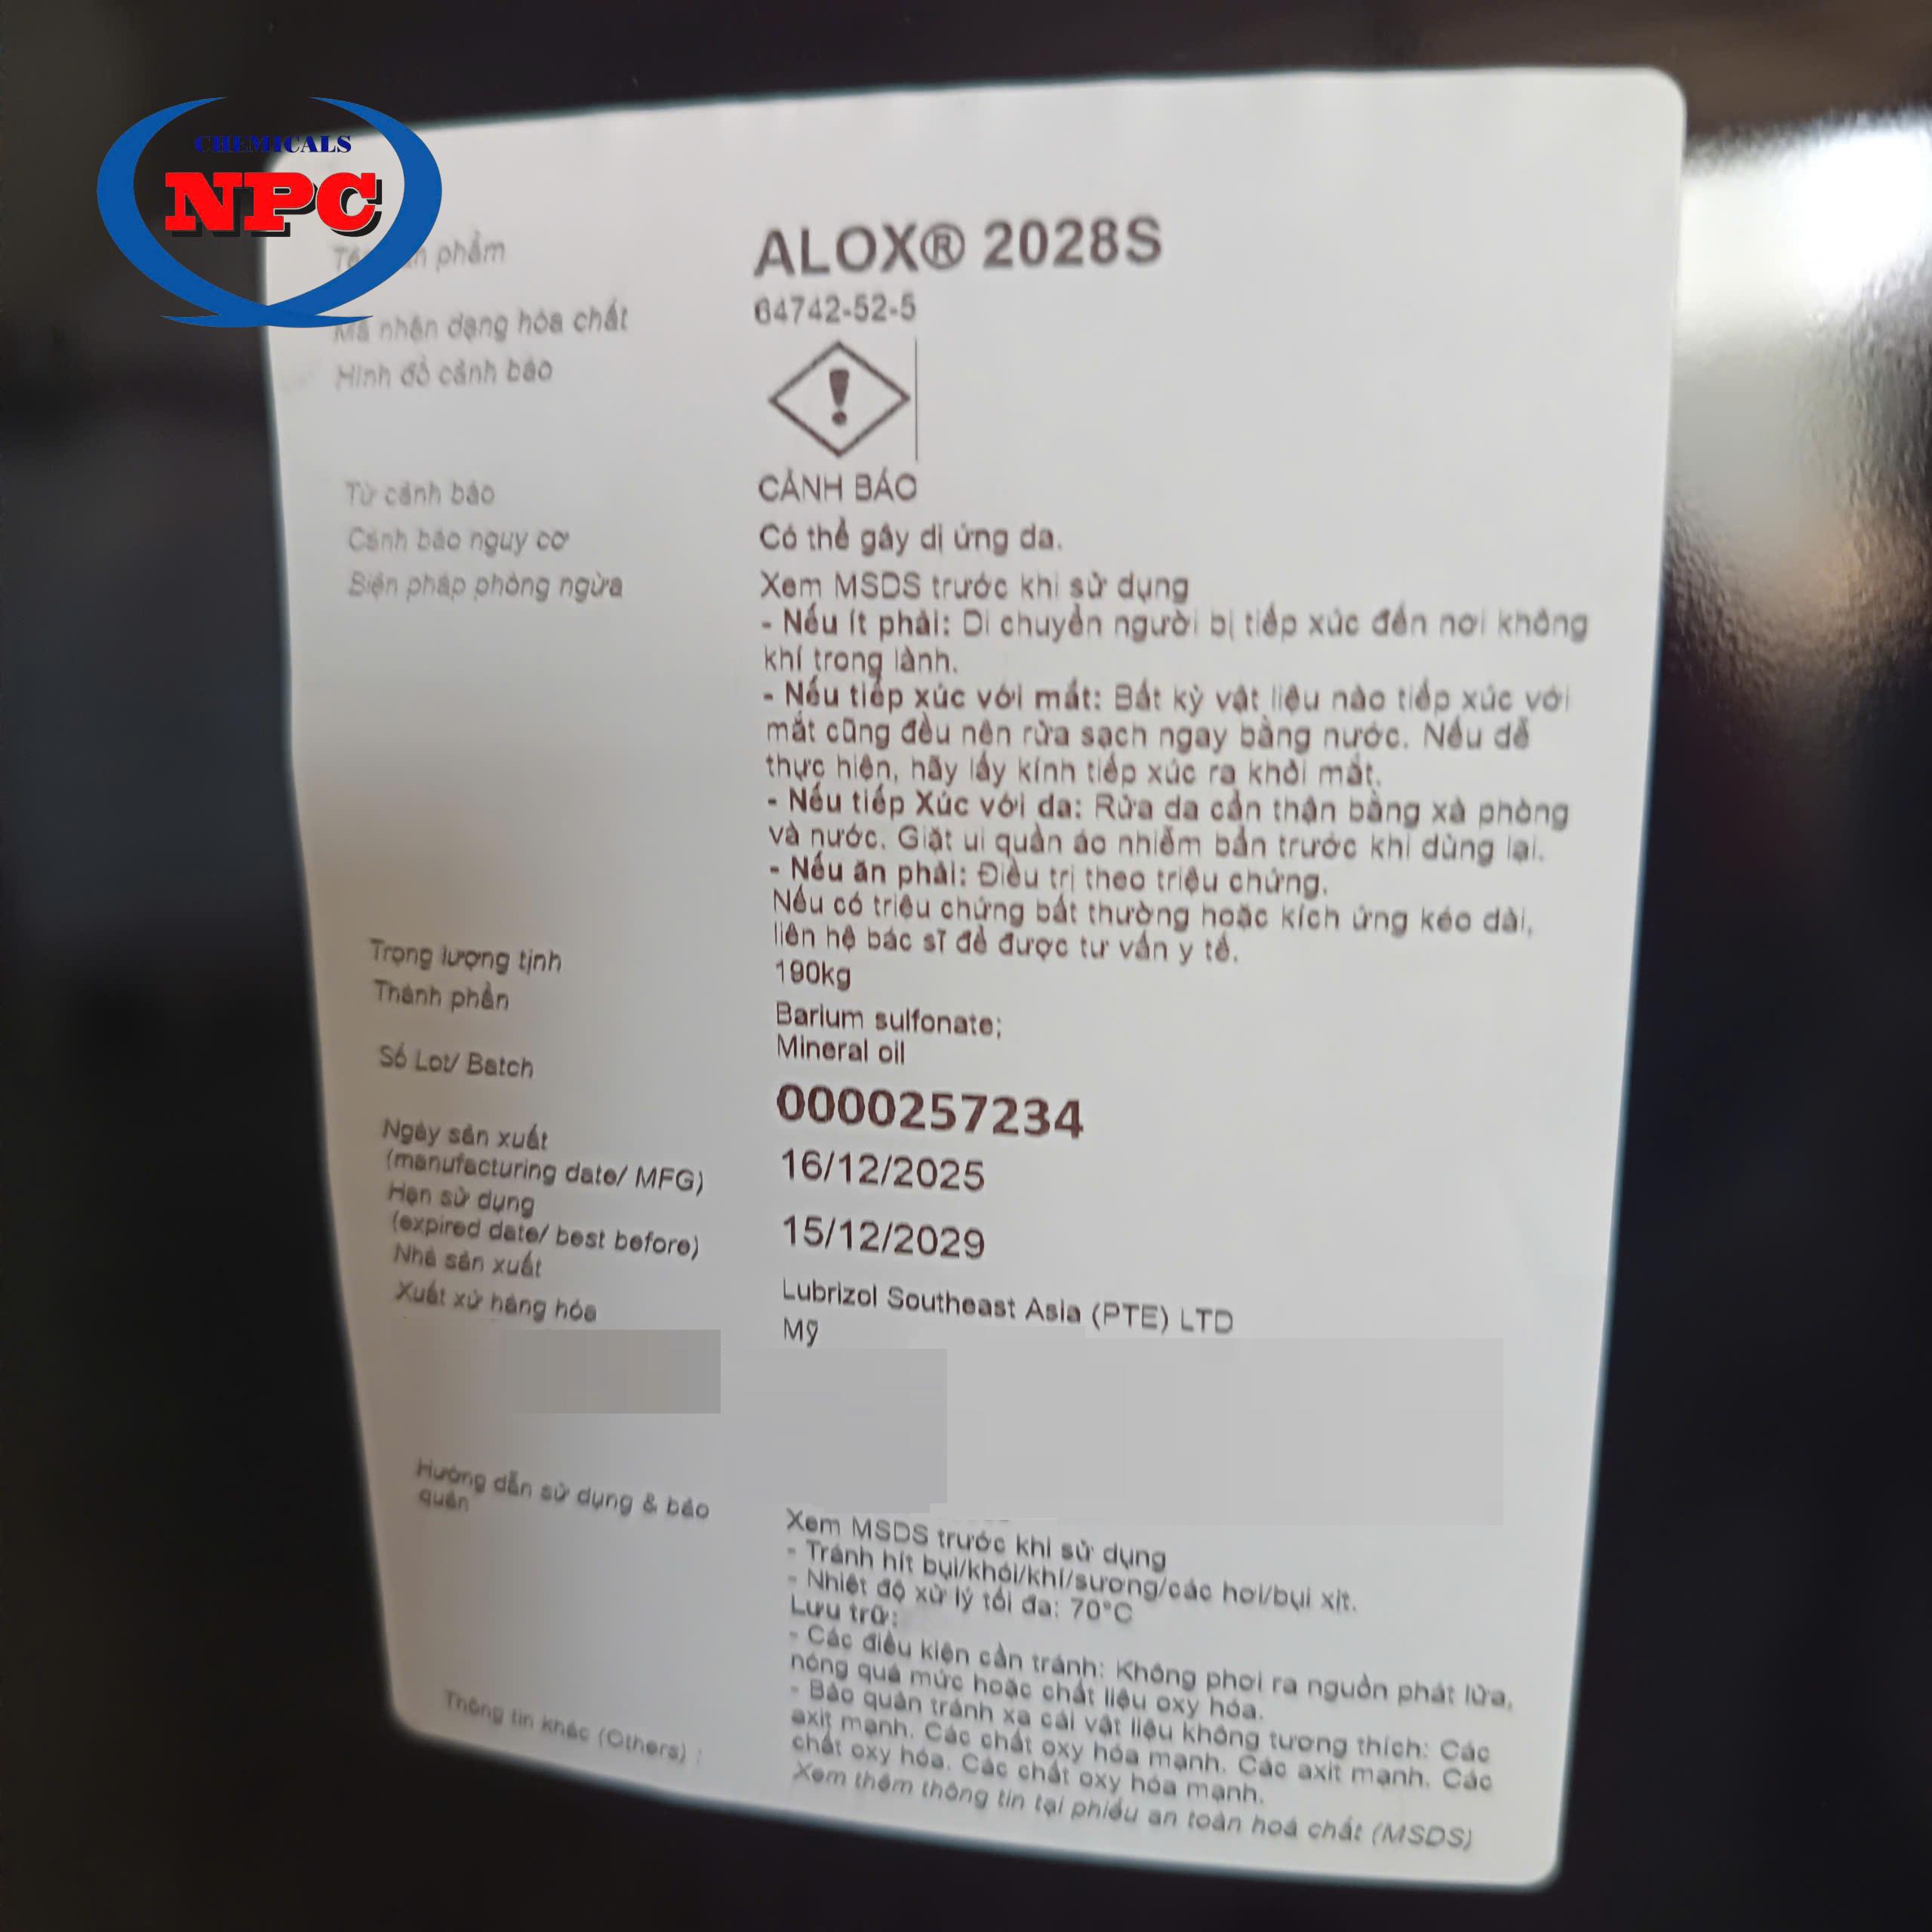 CHEMICALS
NPC
phẩm ALOX® 2028S
Mã nhận dạng hóa chất 64742-52-5
Hình đồ cảnh báo
Từ cảnh báo CẢNH BÁO
Cảnh báo nguy cơ Có thể gây dị ứng da.
Biện pháp phòng ngừa Xem MSDS trước khi sử dụng
- Nếu ít phải: Di chuyển người bị tiếp xúc đến nơi không
khí trong lành.
- Nếu tiếp xúc với mắt: Bất kỳ vật liệu nào tiếp xúc với
mắt cũng đều nên rửa sạch ngay bằng nước. Nếu dễ
thực hiện, hãy lấy kính tiếp xúc ra khỏi mắt.
- Nếu tiếp Xúc với da: Rửa da cẩn thận bằng xà phòng
và nước. Giặt ui quần áo nhiễm bẩn trước khi dùng lại.
- Nếu ăn phải: Điều trị theo triệu chứng.
Nếu có triệu chứng bất thường hoặc kích ứng kéo dài,
liên hệ bác sĩ để được tư vấn y tế.
Trọng lượng tịnh 190kg
Thành phần Barium sulfonate;
Mineral oil
Số Lot/ Batch 0000257234
Ngày sản xuất
(manufacturing date/ MFG) 16/12/2025
Hạn sử dụng
(expired date/ best before) 15/12/2029
Nhà sản xuất Lubrizol Southeast Asia (PTE) LTD
Xuất xứ hàng hóa Mỹ
Hướng dẫn sử dụng & bảo
quản
Xem MSDS trước khi sử dụng
- Tránh hít bụi/khói/khí/sương/các hơi/bụi xịt.
- Nhiệt độ xử lý tối đa: 70°C
Lưu trữ:
- Các điều kiện cần tránh: Không phơi ra nguồn phát lửa,
nóng quá mức hoặc chất liệu oxy hóa.
- Bảo quản tránh xa cái vật liệu không tương thích: Các
axit mạnh. Các chất oxy hóa mạnh. Các axit mạnh. Các
chất oxy hóa. Các chất oxy hóa mạnh.
Thông tin khác (Others) : Xem thêm thông tin tại phiếu an toàn hoá chất (MSDS)